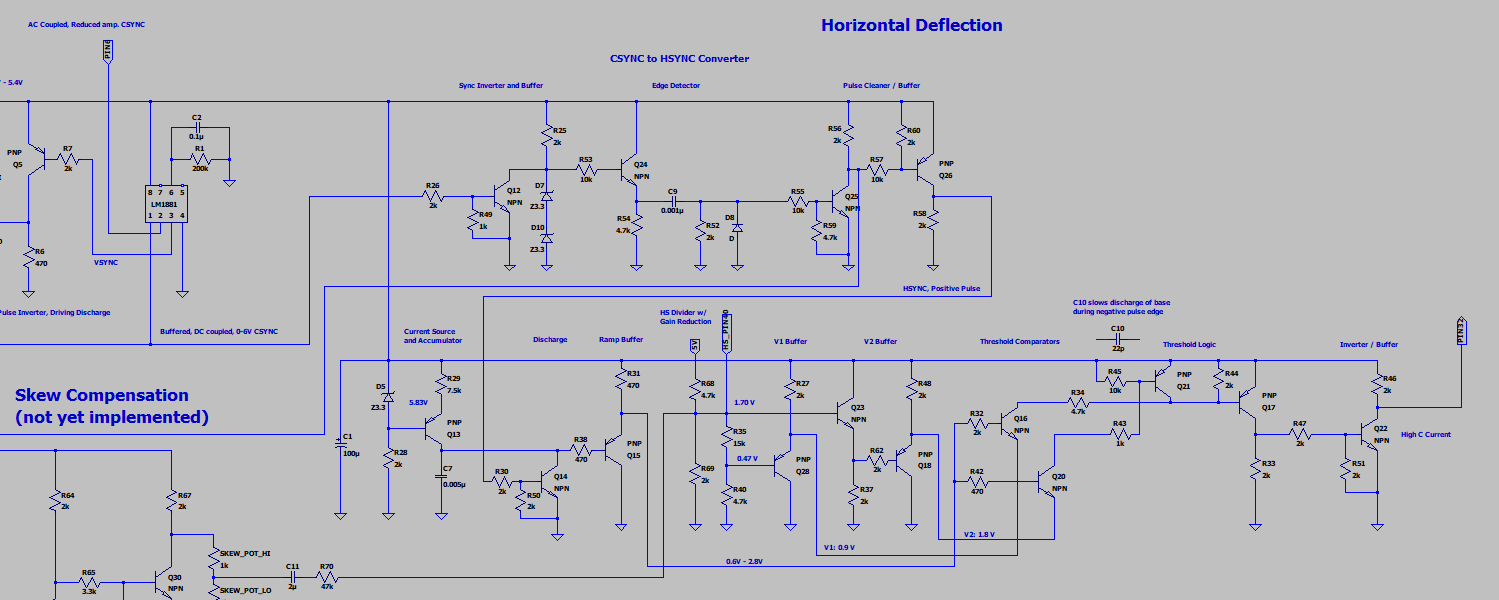 Horizontal Deflection
AC Coupled, Reduced amp. CSYNC
PIN6
CSYNC to HSYNC Converter
- 5.4V
Sync Inverter and Buffer
Edge Detector
Pulse Cleaner / Buffer
PNP
Q5
R7
2k
C2
0.1µ
R1
200k
8 7 6 5
LM1881
1 2 3 4
R6
470
VSYNC
R26
2k
R49
1k
Q12
NPN
R25
2k
D7
Z3.3
D10
Z3.3
R53
10k
Q24
NPN
R54
4.7k
C9
0.001µ
R52
2k
D8
D
R55
10k
R59
4.7k
Q25
NPN
R56
2k
R57
10k
R60
2k
PNP
Q26
R58
2k
HSYNC, Positive Pulse
Pulse Inverter, Driving Discharge
Buffered, DC coupled, 0-6V CSYNC
Current Source
and Accumulator
Discharge
Ramp Buffer
HS Divider w/
Gain Reduction
5V
V1 Buffer
V2 Buffer
Threshold Comparators
C10 slows discharge of base
during negative pulse edge
C10
22p
Threshold Logic
Inverter / Buffer
PIN32
Skew Compensation
(not yet implemented)
C1
100µ
D5
Z3.3
5.83V
R28
2k
R29
7.5k
PNP
Q13
C7
0.005µ
R30
2k
R50
2k
Q14
NPN
R38
470
R31
470
PNP
Q15
R68
4.7k
R69
2k
1.70 V
R35
15k
0.47 V
R40
4.7k
R27
2k
PNP
Q28
Q23
NPN
R62
2k
R37
2k
R48
2k
PNP
Q18
R32
2k
Q16
NPN
R42
470
Q20
NPN
R34
4.7k
R45
10k
R43
1k
PNP
Q21
R44
2k
PNP
Q17
R33
2k
R47
2k
R51
2k
R46
2k
Q22
NPN
High C Current
V2: 1.8 V
V1: 0.9 V
0.6V - 2.8V
R64
2k
R67
2k
R65
3.3k
Q30
NPN
SKEW_POT_HI
1k
SKEW_POT_LO
C11
2µ
R70
47k